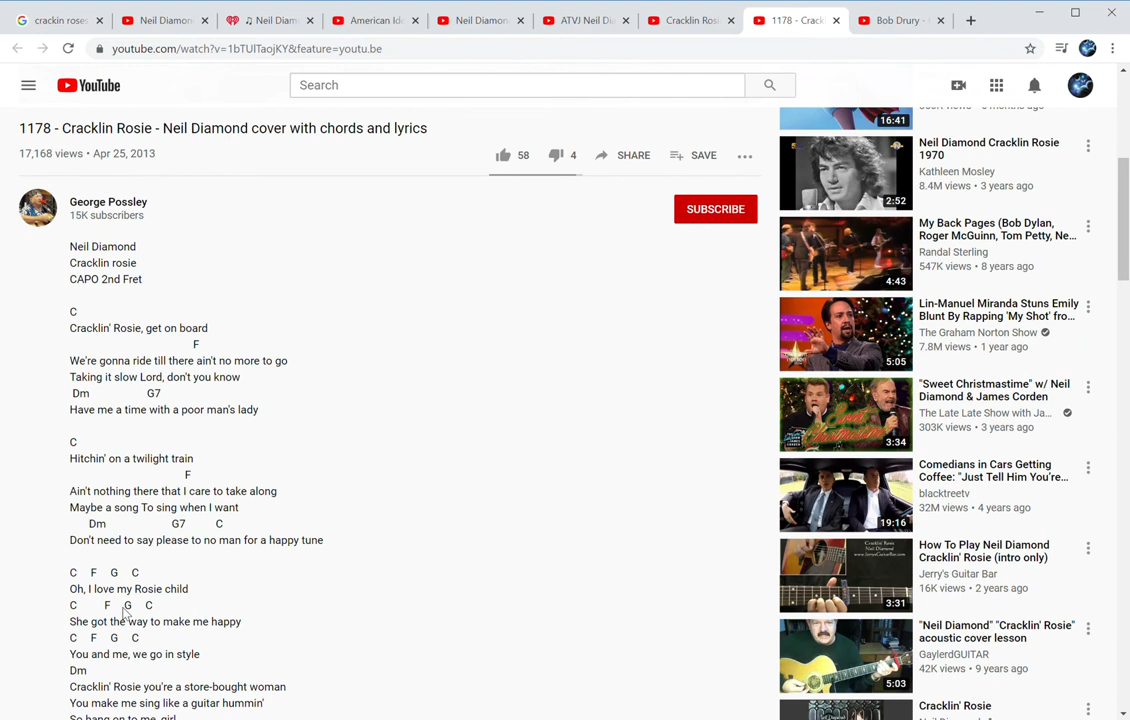 crackin roses
Neil Diamon
♫ Neil Diam
American Id
Neil Diamon
ATVJ Neil Di
Cracklin Ros
1178 - Crack
Bob Drury -
youtube.com/watch?v=1bTUlTaojKY&feature=youtu.be
YouTube
Search
1178 - Cracklin Rosie - Neil Diamond cover with chords and lyrics
17,168 views • Apr 25, 2013
58
4
SHARE
SAVE
George Possley
15K subscribers
SUBSCRIBE
Neil Diamond
Cracklin rosie
CAPO 2nd Fret
C
Cracklin' Rosie, get on board
F
We're gonna ride till there ain't no more to go
Taking it slow Lord, don't you know
Dm G7
Have me a time with a poor man's lady
C
Hitchin' on a twilight train
F
Ain't nothing there that I care to take along
Maybe a song To sing when I want
Dm G7 C
Don't need to say please to no man for a happy tune
C F G C
Oh, I love my Rosie child
C F G C
She got the way to make me happy
C F G C
You and me, we go in style
Dm
Cracklin' Rosie you're a store-bought woman
You make me sing like a guitar hummin'
So hang on to me, girl
16:41
Neil Diamond Cracklin Rosie
1970
Kathleen Mosley
8.4M views • 3 years ago
2:52
My Back Pages (Bob Dylan,
Roger McGuinn, Tom Petty, Ne...
Randal Sterling
547K views • 8 years ago
4:43
Lin-Manuel Miranda Stuns Emily
Blunt By Rapping 'My Shot' fro...
The Graham Norton Show
7.8M views • 1 year ago
5:05
"Sweet Christmastime" w/ Neil
Diamond & James Corden
The Late Late Show with Ja...
303K views • 3 years ago
3:34
Comedians in Cars Getting
Coffee: "Just Tell Him You're...
blacktreetv
32M views • 4 years ago
19:16
How To Play Neil Diamond
Cracklin' Rosie (intro only)
Jerry's Guitar Bar
16K views • 2 years ago
3:31
"Neil Diamond" "Cracklin' Rosie"
acoustic cover lesson
GaylerdGUITAR
42K views • 9 years ago
5:03
Cracklin' Rosie